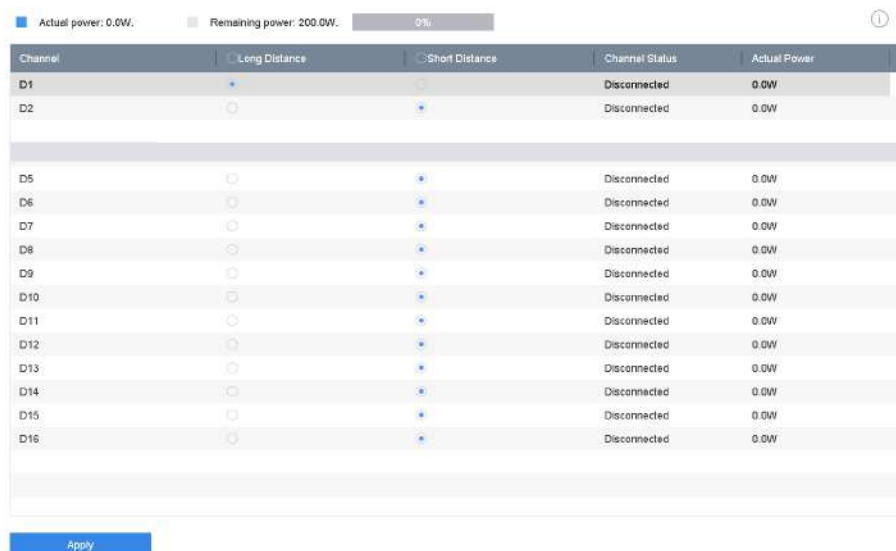 Actual power: 0.0W. Remaining power: 200.0W. 0%
Channel Long Distance Short Distance Channel Status Actual Power
D1 Disconnected 0.0W
D2 Disconnected 0.0W
D5 Disconnected 0.0W
D6 Disconnected 0.0W
D7 Disconnected 0.0W
D8 Disconnected 0.0W
D9 Disconnected 0.0W
D10 Disconnected 0.0W
D11 Disconnected 0.0W
D12 Disconnected 0.0W
D13 Disconnected 0.0W
D14 Disconnected 0.0W
D15 Disconnected 0.0W
D16 Disconnected 0.0W
Apply